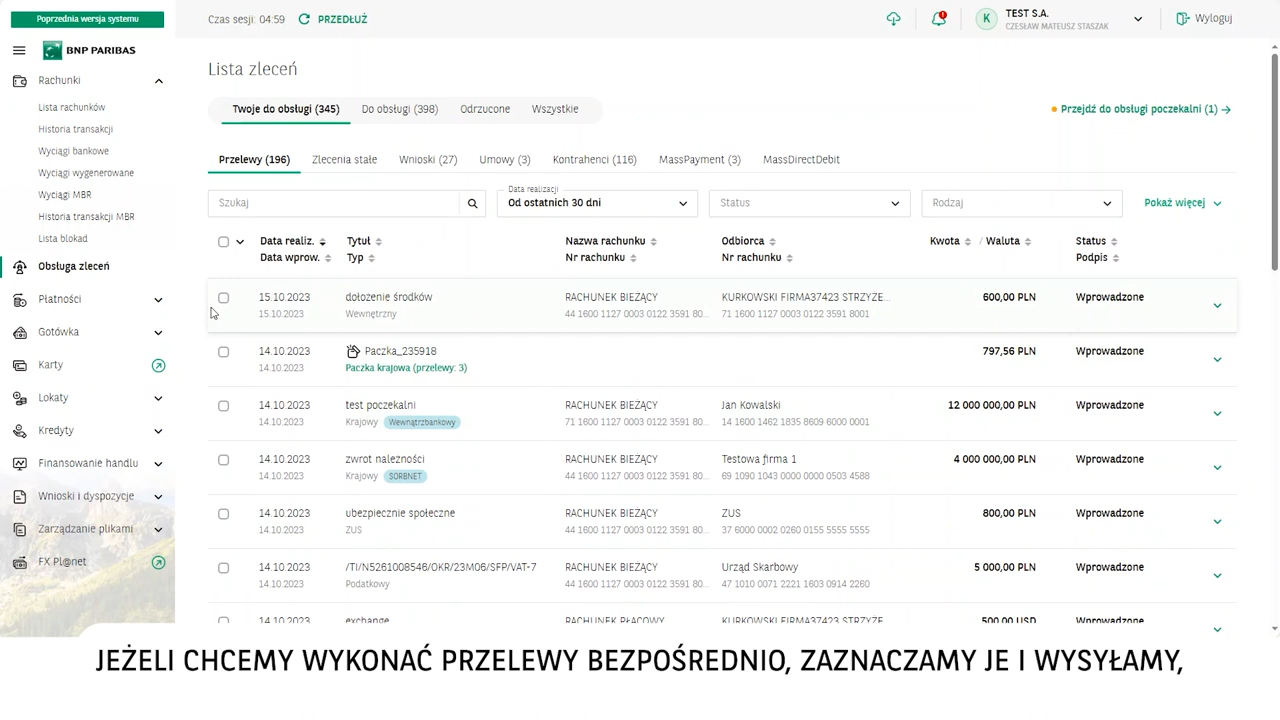 Poprzednia wersja systemu
Czas sesji: 04:59 PRZEDŁUŻ
K TEST S.A.
CZESŁAW MATEUSZ STASZAK
Wyloguj
BNP PARIBAS
Rachunki
Lista rachunków
Historia transakcji
Wyciągi bankowe
Wyciągi wygenerowane
Wyciągi MBR
Historia transakcji MBR
Lista blokad
Obsługa zleceń
Płatności
Gotówka
Karty
Lokaty
Kredyty
Finansowanie handlu
Wnioski i dyspozycje
Zarządzanie plikami
FX Pl@net
Lista zleceń
Twoje do obsługi (345) Do obsługi (398) Odrzucone Wszystkie
Przejdź do obsługi poczekalni (1)
Przelewy (196) Zlecenia stałe Wnioski (27) Umowy (3) Kontrahenci (116) MassPayment (3) MassDirectDebit
Szukaj
Data realizacji
Od ostatnich 30 dni
Status
Rodzaj
Pokaż więcej
Data realiz. Tytuł Nazwa rachunku Odbiorca Kwota / Waluta Status
Data wprow. Typ Nr rachunku Nr rachunku Podpis
15.10.2023 dołożenie środków RACHUNEK BIEŻĄCY KURKOWSKI FIRMA37423 STRZYŻE... 600,00 PLN Wprowadzone
15.10.2023 Wewnętrzny 44 1600 1127 0003 0122 3591 80... 71 1600 1127 0003 0122 3591 8001
14.10.2023 Paczka_235918 797,56 PLN Wprowadzone
14.10.2023 Paczka krajowa (przelewy: 3)
14.10.2023 test poczekalni RACHUNEK BIEŻĄCY Jan Kowalski 12 000 000,00 PLN Wprowadzone
14.10.2023 Krajowy Wewnątrzbankowy 71 1600 1127 0003 0122 3591 80... 14 1600 1462 1835 8609 6000 0001
14.10.2023 zwrot należności RACHUNEK BIEŻĄCY Testowa firma 1 4 000 000,00 PLN Wprowadzone
14.10.2023 Krajowy SORBNET 44 1600 1127 0003 0122 3591 80... 69 1090 1043 0000 0000 0503 4588
14.10.2023 ubezpiecznie społeczne RACHUNEK BIEŻĄCY ZUS 800,00 PLN Wprowadzone
14.10.2023 ZUS 44 1600 1127 0003 0122 3591 80... 37 6000 0002 0260 0155 5555 5555
14.10.2023 /TI/N5261008546/OKR/23M06/SFP/VAT-7 RACHUNEK BIEŻĄCY Urząd Skarbowy 5 000,00 PLN Wprowadzone
14.10.2023 Podatkowy 44 1600 1127 0003 0122 3591 80... 47 1010 0071 2221 1603 0914 2260
14.10.2023 exchange RACHUNEK PŁACOWY KURKOWSKI FIRMA37423 STRZYŻE... 500,00 USD Wprowadzone
JEŻELI CHCEMY WYKONAĆ PRZELEWY BEZPOŚREDNIO, ZAZNACZAMY JE I WYSYŁAMY,